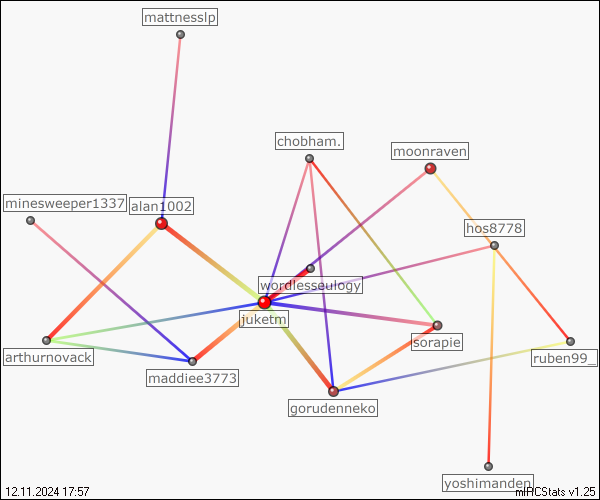 mattnesslp
chobham.
moonraven
minesweeper1337
alan1002
hos8778
wordlesseulogy
juketm
sorapie
arthurnovack
ruben99_
maddiee3773
gorudenneko
yoshimanden
12.11.2024 17:57
mIRCStats v1.25